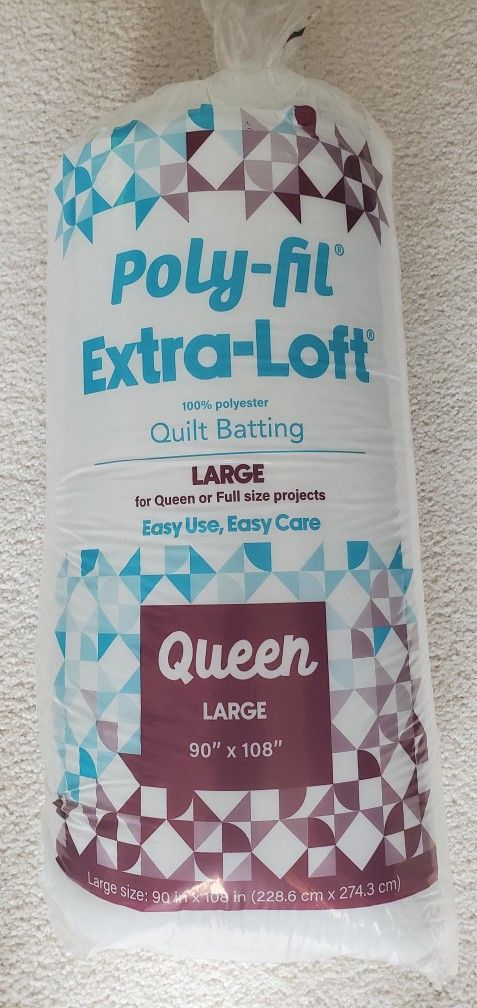 Poly-fil®
Extra-Loft®
100% polyester
Quilt Batting
LARGE
for Queen or Full size projects
Easy Use, Easy Care
Queen
LARGE
90" x 108"
Large size: 90 in x 108 in (228.6 cm x 274.3 cm)